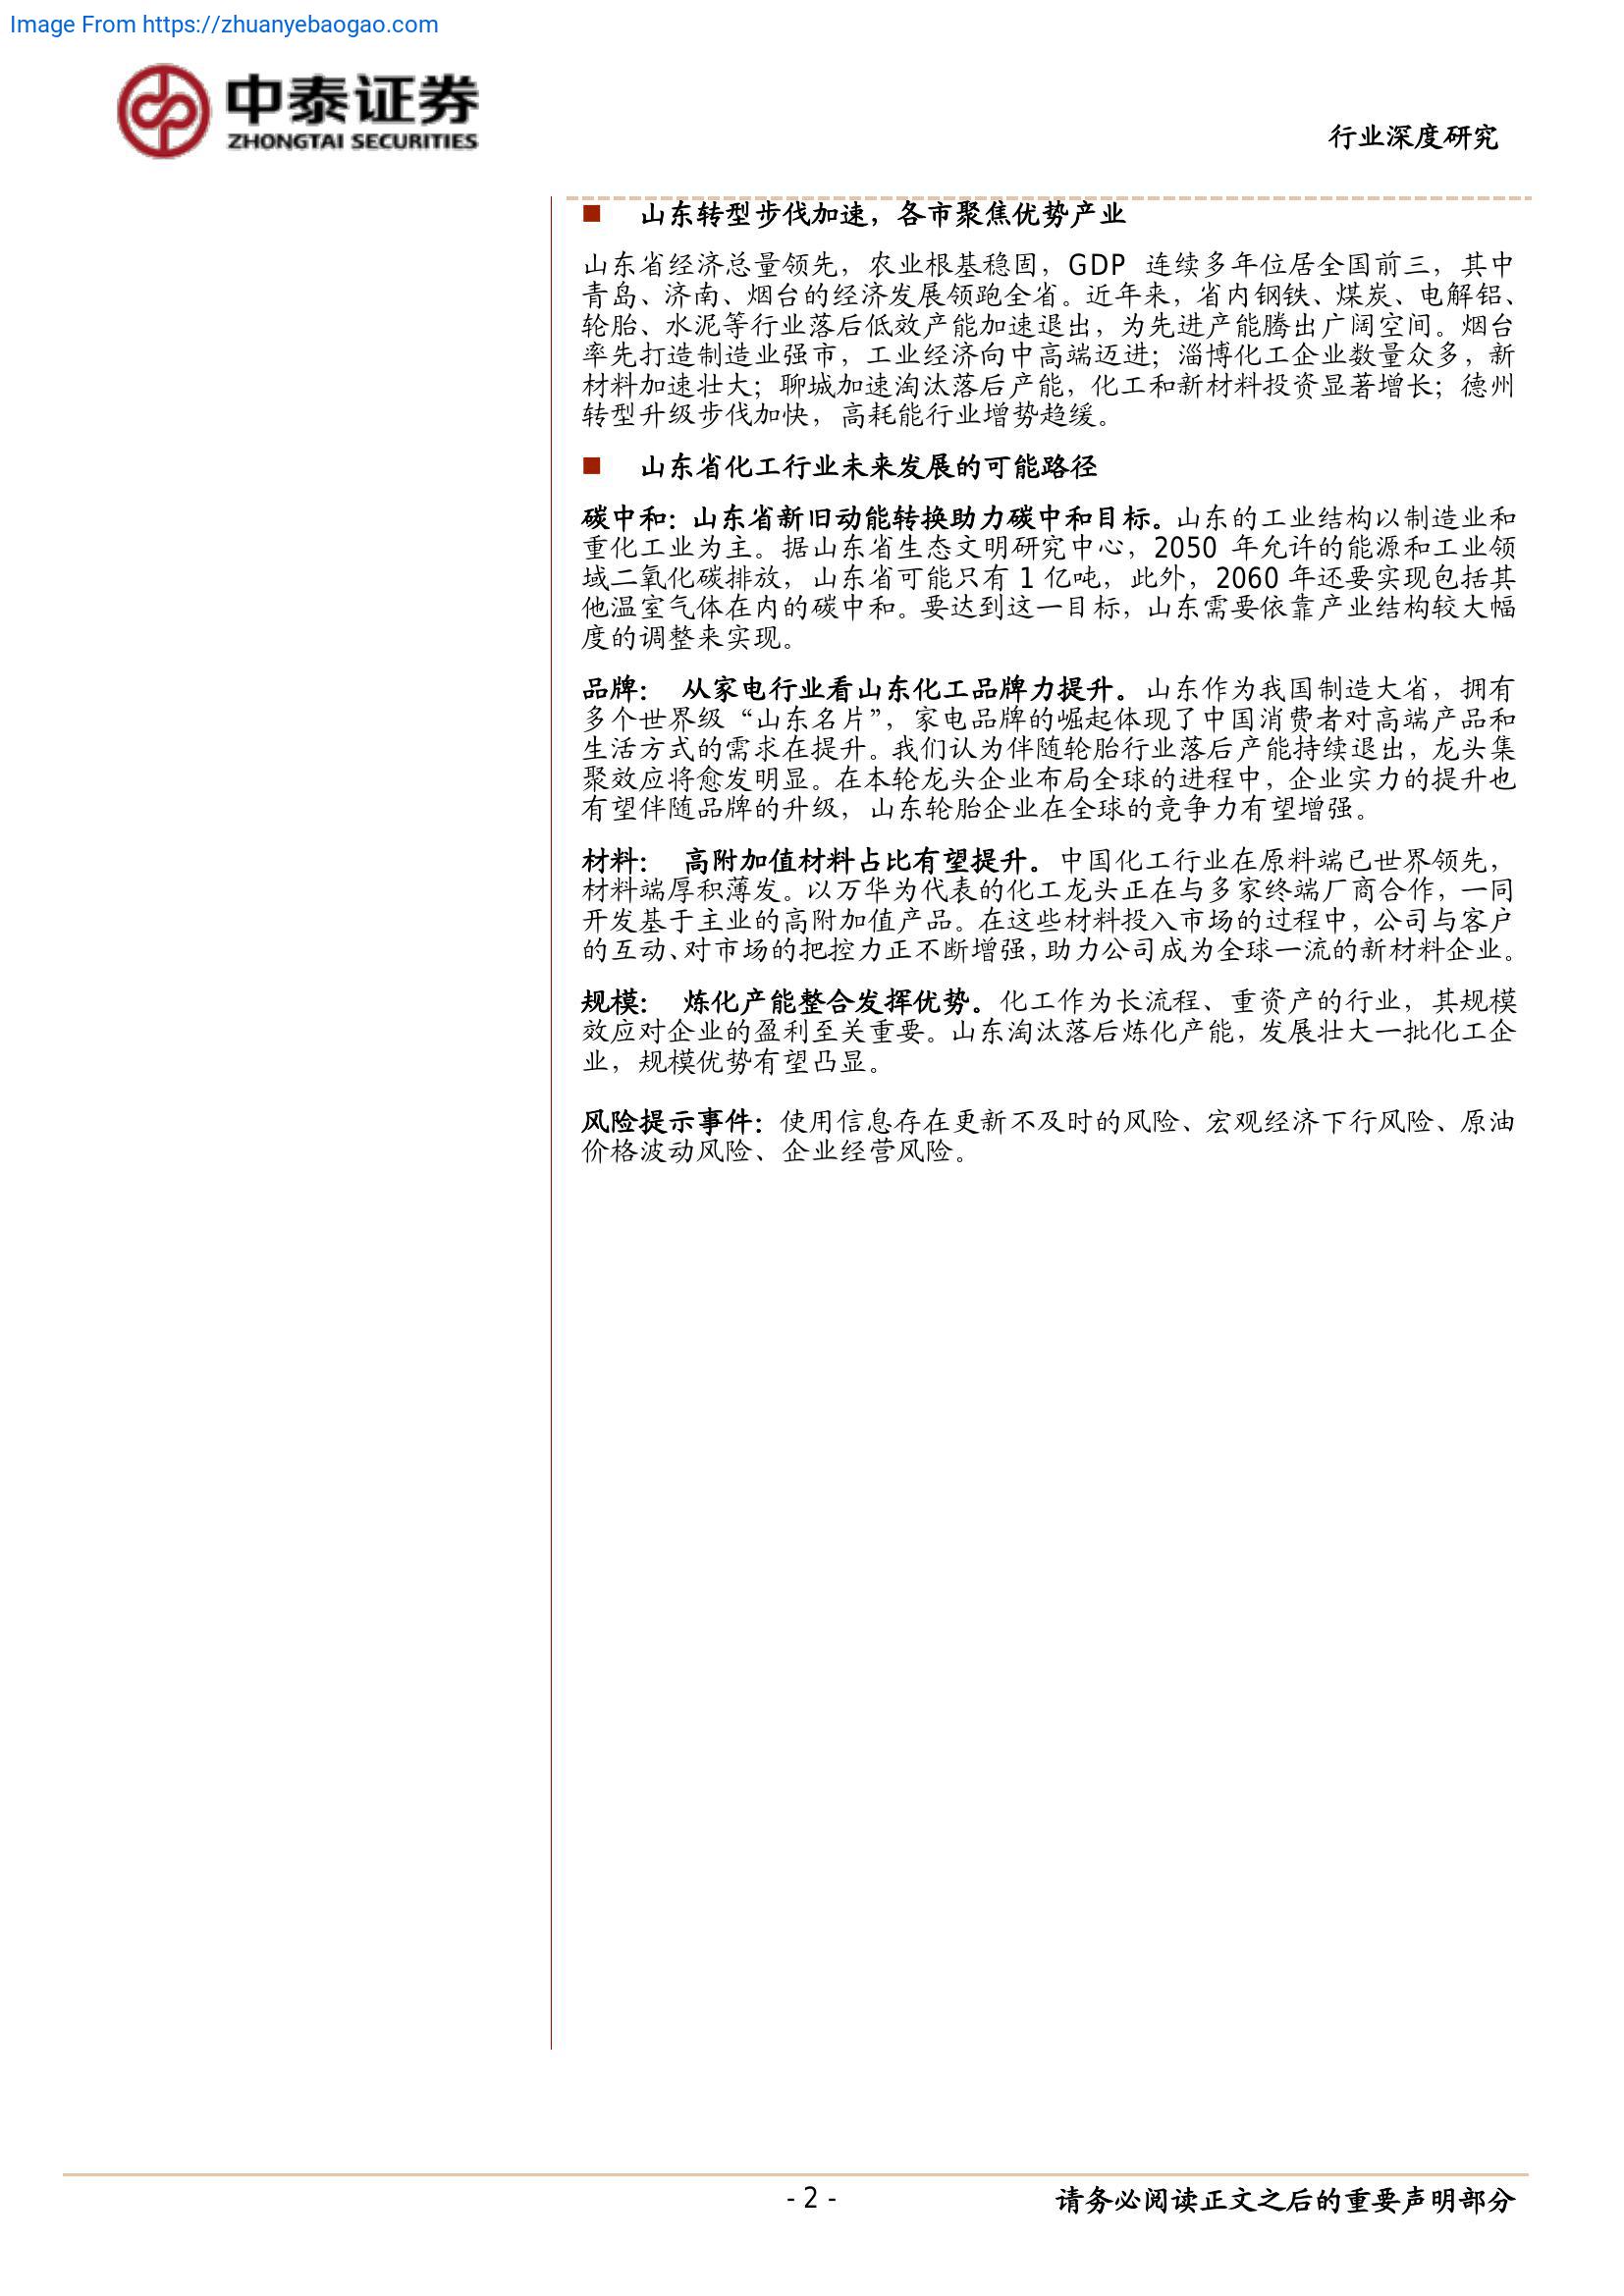 Image From https://zhuanyebaogao.com
中泰证券
ZHONGTAI SECURITIES
行业深度研究
■ 山东转型步伐加速，各市聚焦优势产业
山东省经济总量领先，农业根基稳固，GDP 连续多年位居全国前三，其中
青岛、济南、烟台的经济发展领跑全省。近年来，省内钢铁、煤炭、电解铝、
轮胎、水泥等行业落后低效产能加速退出，为先进产能腾出广阔空间。烟台
率先打造制造业强市，工业经济向中高端迈进；淄博化工企业数量众多，新
材料加速壮大；聊城加速淘汰落后产能，化工和新材料投资显著增长；德州
转型升级步伐加快，高耗能行业增势趋缓。
■ 山东省化工行业未来发展的可能路径
碳中和：山东省新旧动能转换助力碳中和目标。山东的工业结构以制造业和
重化工业为主。据山东省生态文明研究中心，2050 年允许的能源和工业领
域二氧化碳排放，山东省可能只有 1 亿吨，此外，2060 年还要实现包括其
他温室气体在内的碳中和。要达到这一目标，山东需要依靠产业结构较大幅
度的调整来实现。
品牌： 从家电行业看山东化工品牌力提升。山东作为我国制造大省，拥有
多个世界级“山东名片”，家电品牌的崛起体现了中国消费者对高端产品和
生活方式的需求在提升。我们认为伴随轮胎行业落后产能持续退出，龙头集
聚效应将愈发明显。在本轮龙头企业布局全球的进程中，企业实力的提升也
有望伴随品牌的升级，山东轮胎企业在全球的竞争力有望增强。
材料： 高附加值材料占比有望提升。中国化工行业在原料端已世界领先，
材料端厚积薄发。以万华为代表的化工龙头正在与多家终端厂商合作，一同
开发基于主业的高附加值产品。在这些材料投入市场的过程中，公司与客户
的互动、对市场的把控力正不断增强，助力公司成为全球一流的新材料企业。
规模： 炼化产能整合发挥优势。化工作为长流程、重资产的行业，其规模
效应对企业的盈利至关重要。山东淘汰落后炼化产能，发展壮大一批化工企
业，规模优势有望凸显。
风险提示事件：使用信息存在更新不及时的风险、宏观经济下行风险、原油
价格波动风险、企业经营风险。
- 2 -
请务必阅读正文之后的重要声明部分